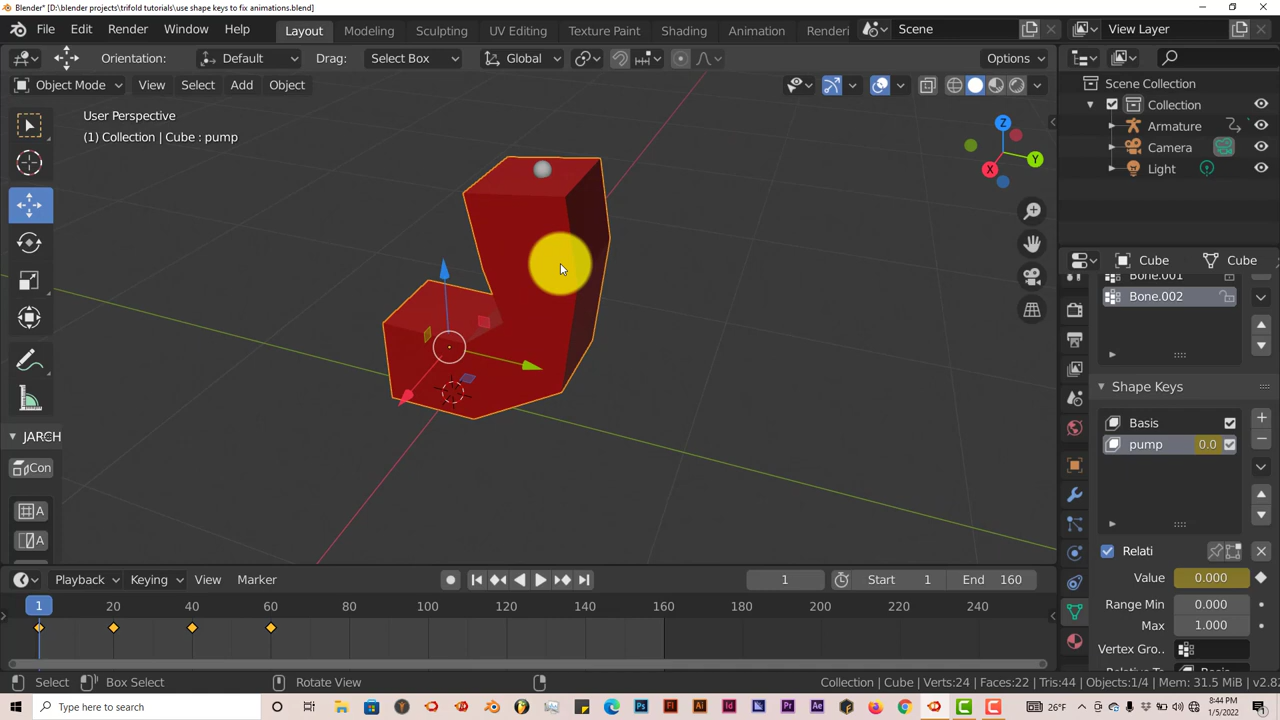 Blender* [D:\blender projects\trifold tutorials\use shape keys to fix animations.blend]
File Edit Render Window Help Layout Modeling Sculpting UV Editing Texture Paint Shading Animation Renderi Scene View Layer
Orientation: Default Drag: Select Box Global Options
Object Mode View Select Add Object
User Perspective
(1) Collection | Cube : pump
Z
Y
X
Scene Collection
Collection
Armature
Camera
Light
Cube Cube
Bone.001
Bone.002
Shape Keys
Basis
pump 0.0
Relati
Value 0.000
Range Min 0.000
Max 1.000
Vertex Gro..
JARCH
Con
A
A
Playback Keying View Marker 1 Start 1 End 160
1 20 40 60 80 100 120 140 160 180 200 220 240
Select Box Select Rotate View Collection | Cube | Verts:24 | Faces:22 | Tris:44 | Objects:1/4 | Mem: 31.5 MiB | v2.8
Type here to search
26°F
8:44 PM
1/5/2022